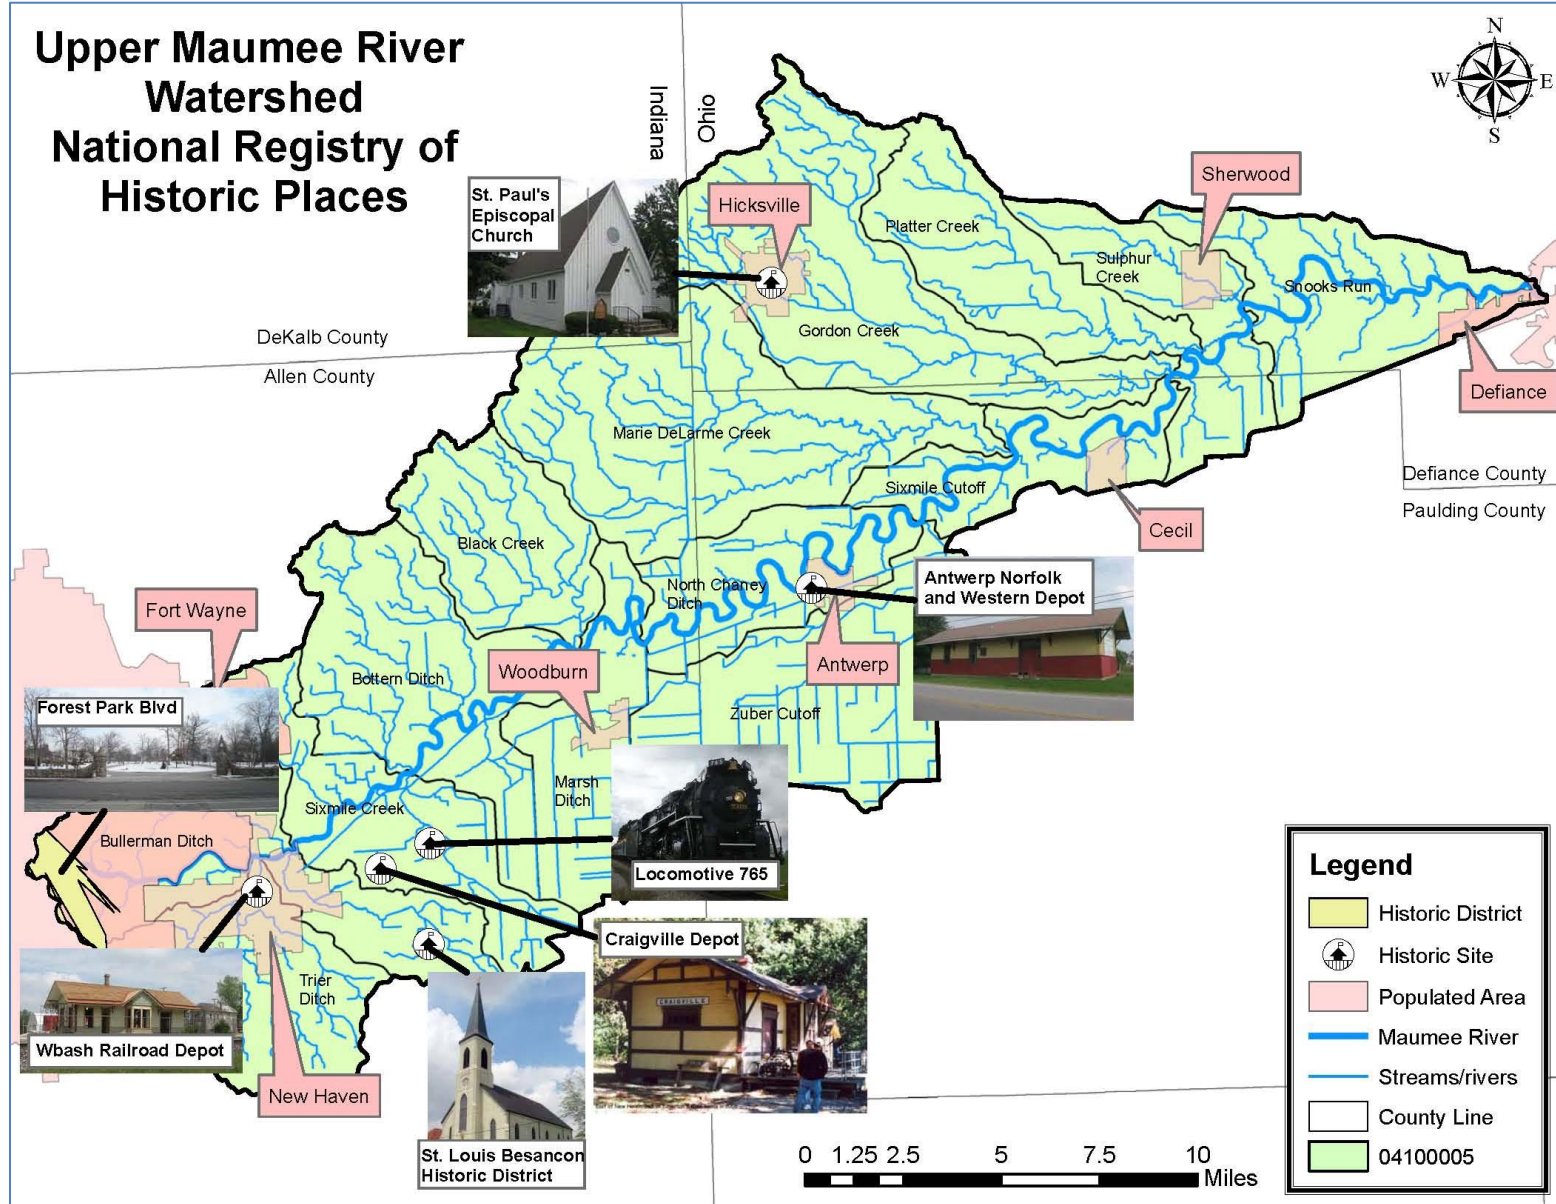 Upper Maumee River
Watershed
National Registry of
Historic Places
Indiana
Ohio
N
W
E
S
St. Paul's
Episcopal
Church
Hicksville
Sherwood
Platter Creek
Sulphur
Creek
Snooks Run
Gordon Creek
DeKalb County
Allen County
Defiance
Marie DeLarme Creek
Defiance County
Paulding County
Sixmile Cutoff
Cecil
Black Creek
North Chaney
Ditch
Antwerp Norfolk
and Western Depot
Fort Wayne
Woodburn
Antwerp
Bottern Ditch
Zuber Cutoff
Forest Park Blvd
Marsh
Ditch
Sixmile Creek
Bullerman Ditch
Locomotive 765
Craigville Depot
CRAIGVILLE
Trier
Ditch
Wbash Railroad Depot
New Haven
St. Louis Besancon
Historic District
Legend
Historic District
Historic Site
Populated Area
Maumee River
Streams/rivers
County Line
04100005
0 1.25 2.5 5 7.5 10
Miles